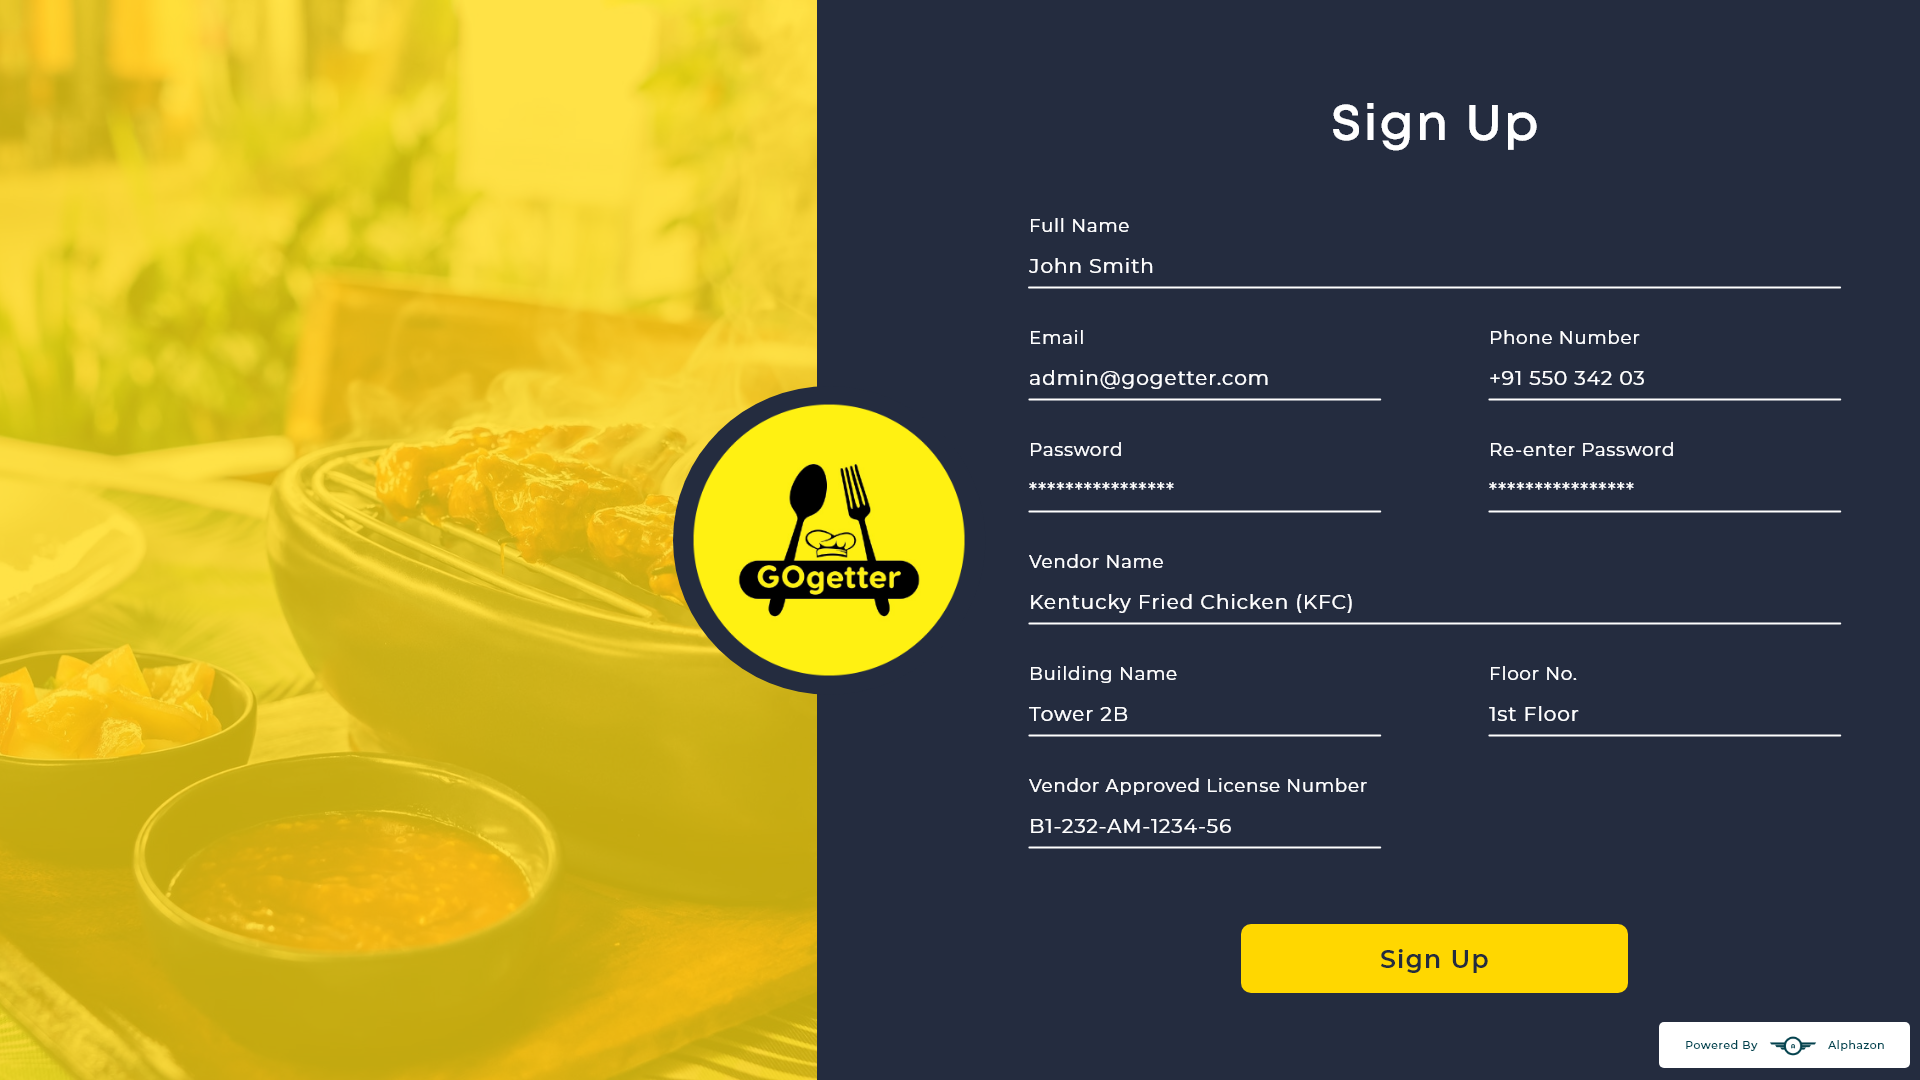 Sign Up
Full Name
John Smith
Email
admin@gogetter.com
Phone Number
+91 550 342 03
Password
****************
Re-enter Password
****************
GOgetter
Vendor Name
Kentucky Fried Chicken (KFC)
Building Name
Tower 2B
Floor No.
1st Floor
Vendor Approved License Number
B1-232-AM-1234-56
Sign Up
Powered By Alphazon